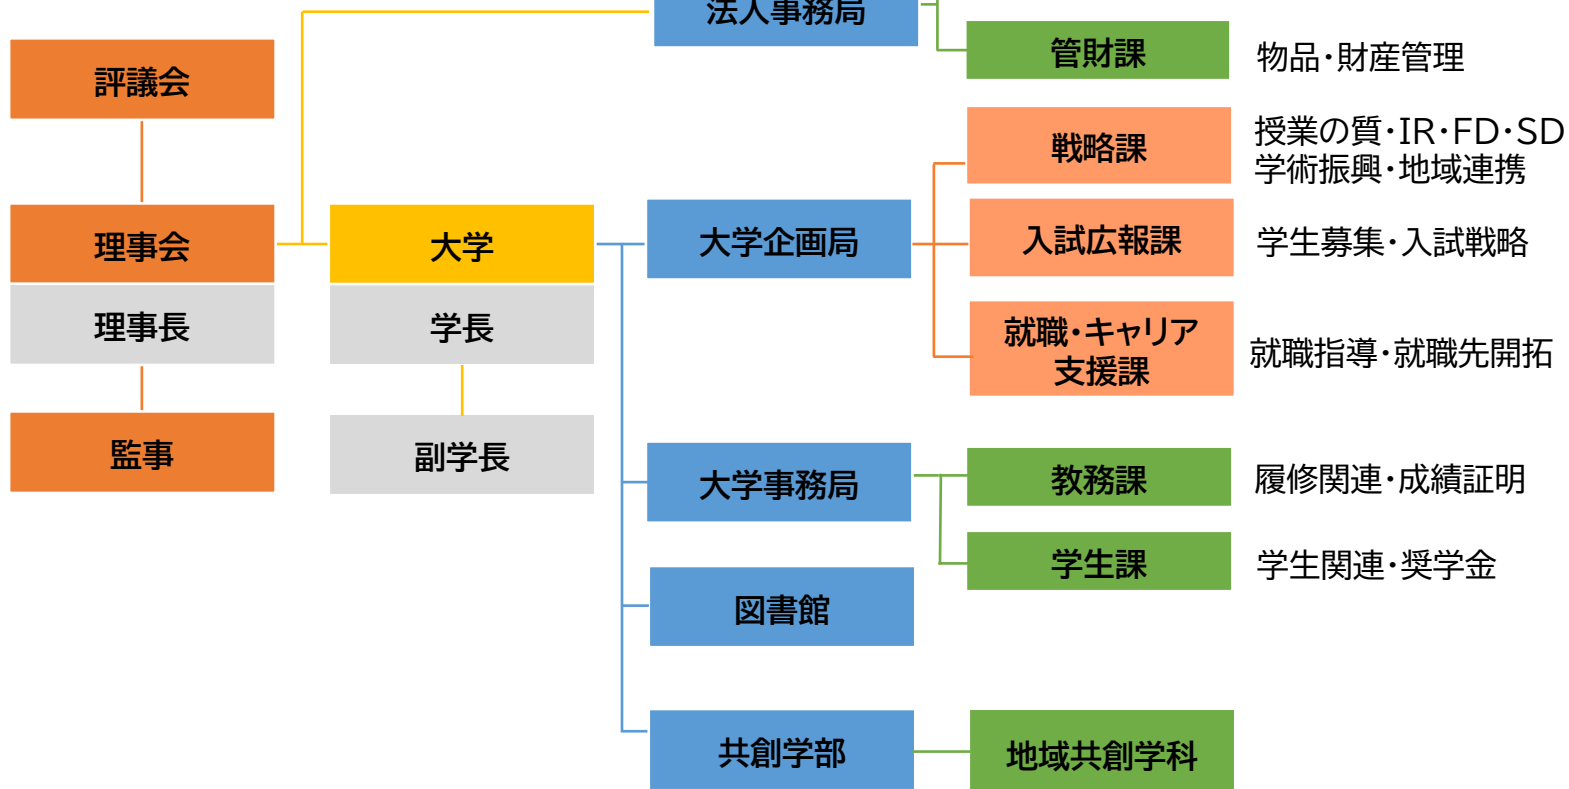 法人事務局
管財課
物品・財産管理
評議会
戦略課
授業の質・IR・FD・SD
学術振興・地域連携
理事会
大学
大学企画局
入試広報課
学生募集・入試戦略
理事長
学長
就職・キャリア
支援課
就職指導・就職先開拓
監事
副学長
大学事務局
教務課
履修関連・成績証明
学生課
学生関連・奨学金
図書館
共創学部
地域共創学科